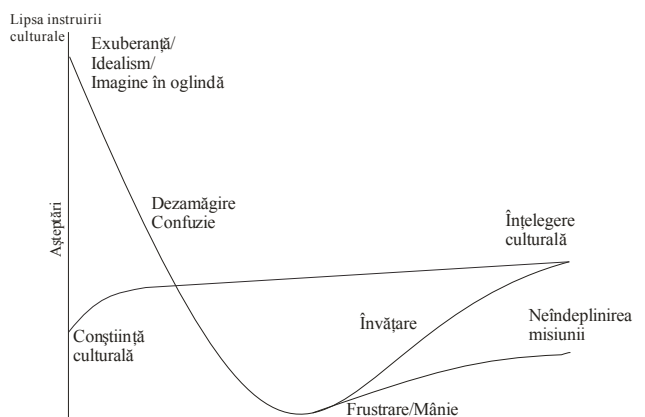 Lipsa instruirii
culturale
Exuberanță/
Idealism/
Imagine în oglindă
Așteptări
Dezamăgire
Confuzie
Înțelegere
culturală
Învățare
Neîndeplinirea
misiunii
Conștiință
culturală
Frustrare/Mânie